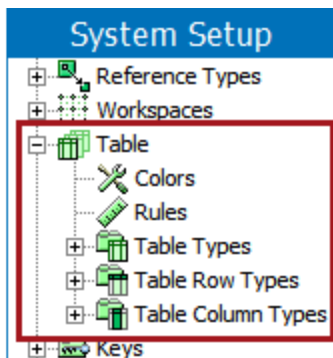 System Setup
Reference Types
Workspaces
Table
Colors
Rules
Table Types
Table Row Types
Table Column Types
Keys